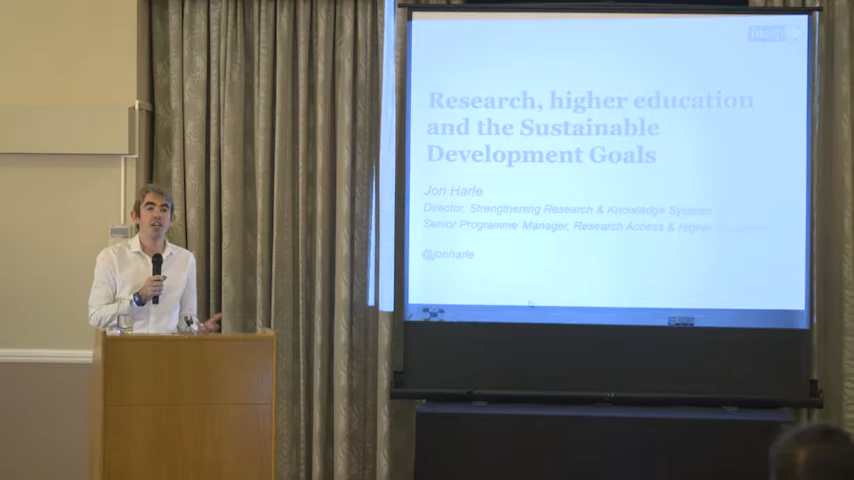 Research, higher education
and the Sustainable
Development Goals
Jon Harle
Director, Strengthening Research & Knowledge Systems
Senior Programme Manager, Research Access & Higher
@jonharle